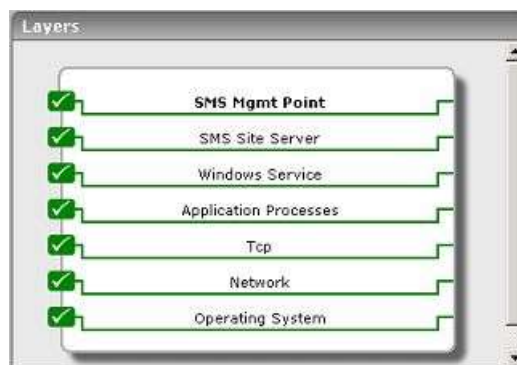 Layers
SMS Mgmt Point
SMS Site Server
Windows Service
Application Processes
Tcp
Network
Operating System